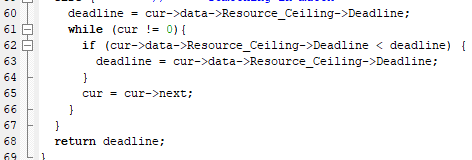 60 deadline = cur->data->Resource_Ceiling->Deadline;
61 while (cur != 0){
62 if (cur->data->Resource_Ceiling->Deadline < deadline) {
63 deadline = cur->data->Resource_Ceiling->Deadline;
64 }
65 cur = cur->next;
66 }
67 }
68 return deadline;
69 }